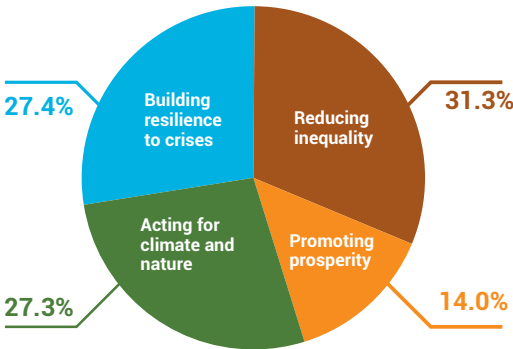 27.4%
Building
resilience
to crises
31.3%
Reducing
inequality
Acting for
climate and
nature
27.3%
Promoting
prosperity
14.0%